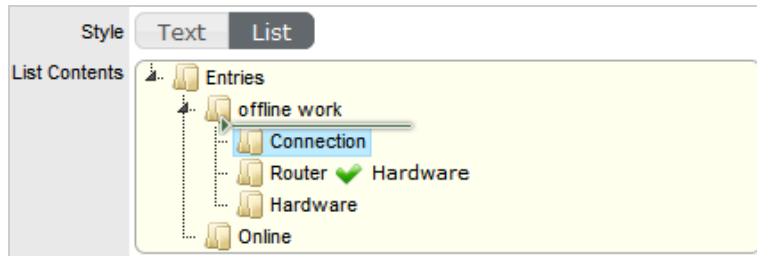 Style Text List
List Contents Entries
offline work
Connection
Router Hardware
Hardware
Online